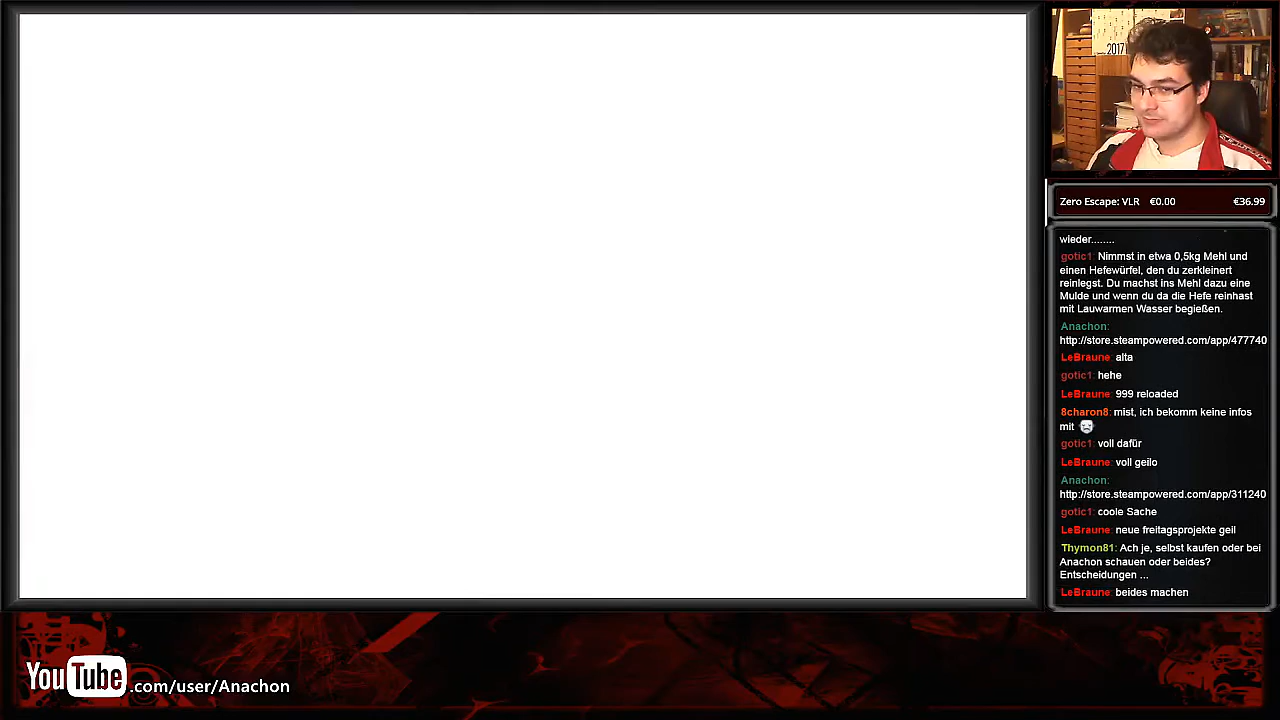 2017
Zero Escape: VLR €0.00 €36.99
wieder........
gotic1: Nimmst in etwa 0,5kg Mehl und
einen Hefewürfel, den du zerkleinert
reinlegst. Du machst ins Mehl dazu eine
Mulde und wenn du da die Hefe reinhast
mit Lauwarmen Wasser begießen.
Anachon:
http://store.steampowered.com/app/477740
LeBraune: alta
gotic1: hehe
LeBraune: 999 reloaded
8charon8: mist, ich bekomm keine infos
mit
gotic1: voll dafür
LeBraune: voll geilo
Anachon:
http://store.steampowered.com/app/311240
gotic1: coole Sache
LeBraune: neue freitagsprojekte geil
Thymon81: Ach je, selbst kaufen oder bei
Anachon schauen oder beides?
Entscheidungen ...
LeBraune: beides machen
YouTube.com/user/Anachon